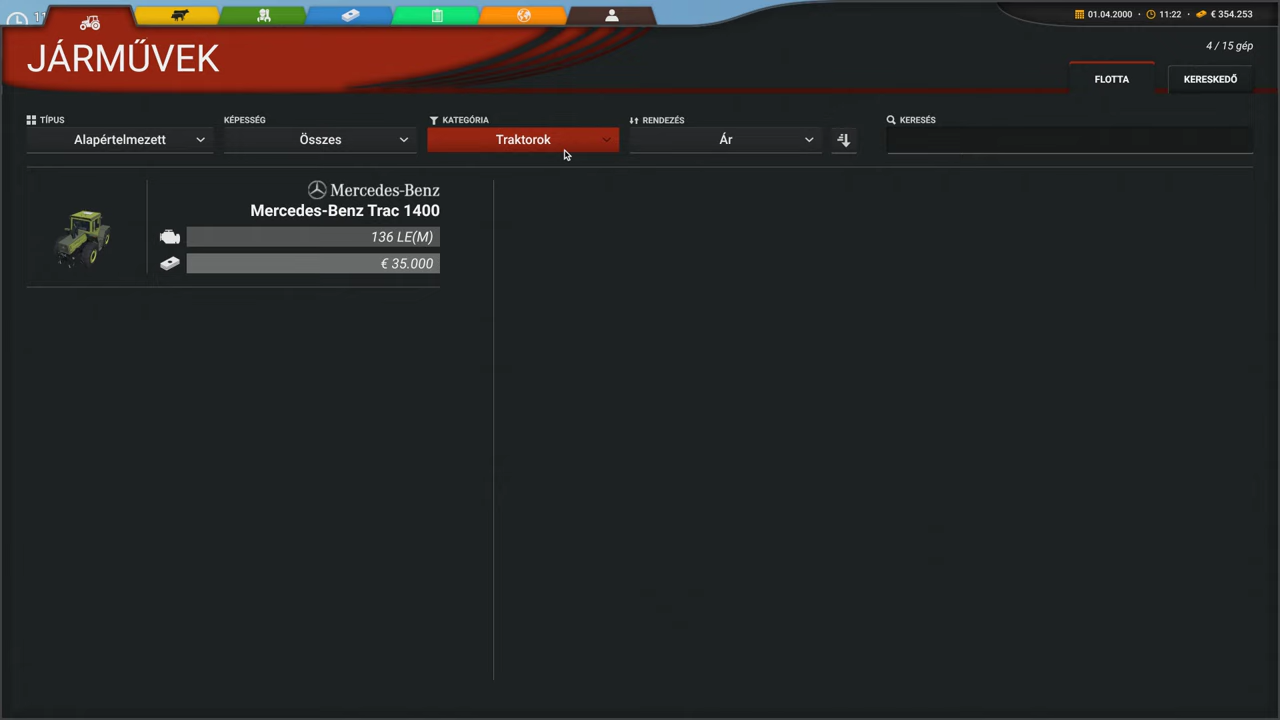 01.04.2000 · 11:22 · € 354.253
JÁRMŰVEK
4 / 15 gép
FLOTTA
KERESKEDŐ
TÍPUS
Alapértelmezett
KÉPESSÉG
Összes
KATEGÓRIA
Traktorok
RENDEZÉS
Ár
KERESÉS
Mercedes-Benz
Mercedes-Benz Trac 1400
136 LE(M)
€ 35.000